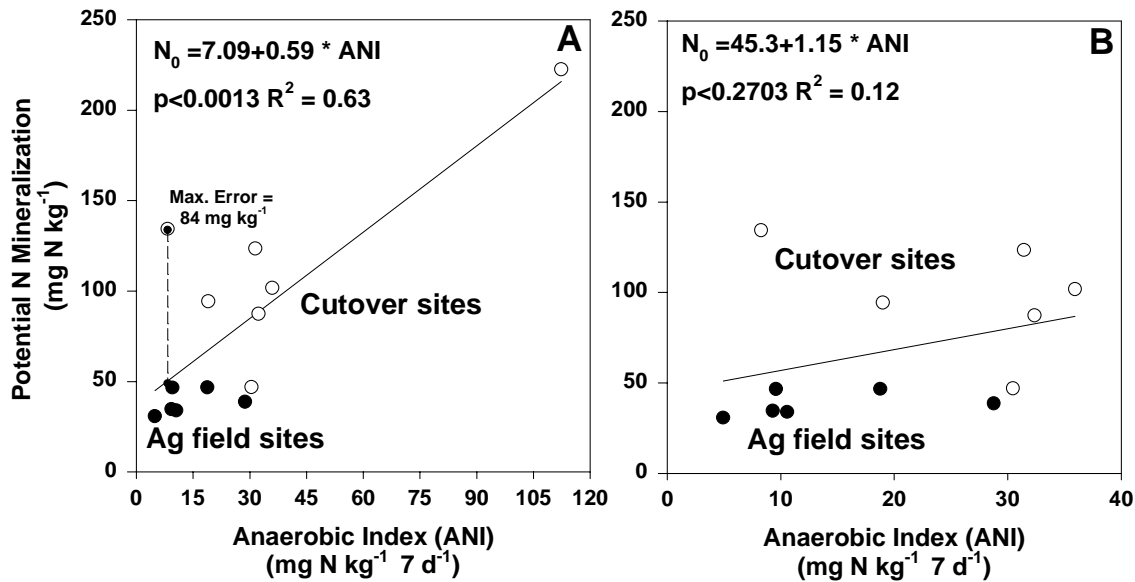 Potential N Mineralization
(mg N kg⁻¹)
250
200
150
100
50
0
A
N₀ =7.09+0.59 * ANI
p<0.0013 R² = 0.63
Max. Error =
84 mg kg⁻¹
Cutover sites
Ag field sites
0 15 30 45 60 75 90 105 120
Anaerobic Index (ANI)
(mg N kg⁻¹ 7 d⁻¹)
250
200
150
100
50
0
B
N₀ =45.3+1.15 * ANI
p<0.2703 R² = 0.12
Cutover sites
Ag field sites
0 10 20 30 40
Anaerobic Index (ANI)
(mg N kg⁻¹ 7 d⁻¹)